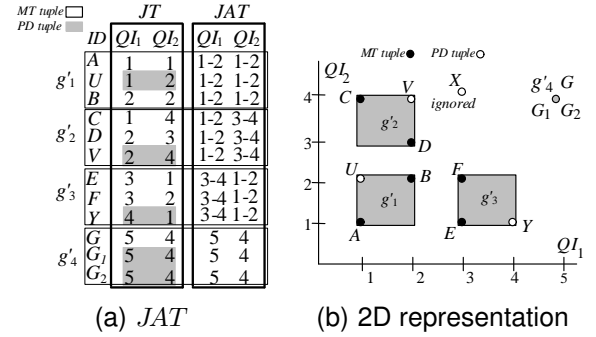 MT tuple
PD tuple
JT JAT
ID QI1 QI2 QI1 QI2
g'1
A 1 1 1-2 1-2
U 1 2 1-2 1-2
B 2 2 1-2 1-2
g'2
C 1 4 1-2 3-4
D 2 3 1-2 3-4
V 2 4 1-2 3-4
g'3
E 3 1 3-4 1-2
F 3 2 3-4 1-2
Y 4 1 3-4 1-2
g'4
G 5 4 5 4
G1 5 4 5 4
G2 5 4 5 4
(a) JAT
MT tuple PD tuple
QI2
4 C V X g'4 G
ignored G1 G2
g'2
3 D
2 U B F
g'1 g'3
1 A E Y
QI1
1 2 3 4 5
(b) 2D representation